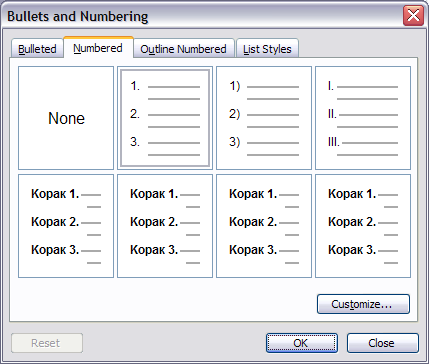 Bullets and Numbering
Bulleted Numbered Outline Numbered List Styles
None
1.
2.
3.
1)
2)
3)
I.
II.
III.
Корак 1.
Корак 2.
Корак 3.
Корак 1.
Корак 2.
Корак 3.
Корак 1.
Корак 2.
Корак 3.
Корак 1.
Корак 2.
Корак 3.
Customize...
Reset OK Close